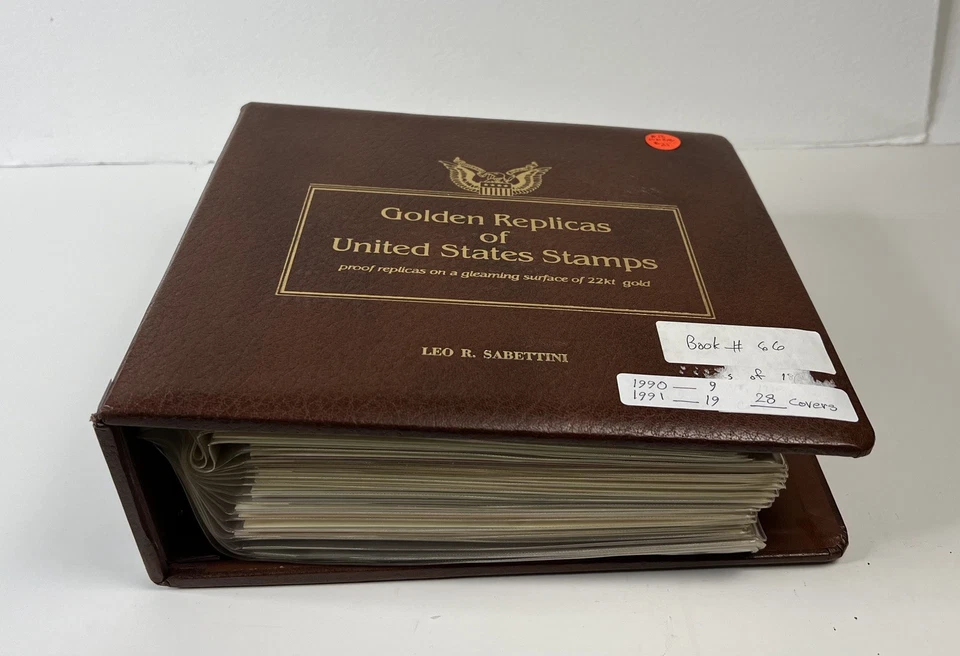 Golden Replicas
of
United States Stamps
proof replicas on a gleaming surface of 22kt gold
LEO R. SABETTINI
Book # 66
s of
1990 — 9
1991 — 19 28 covers